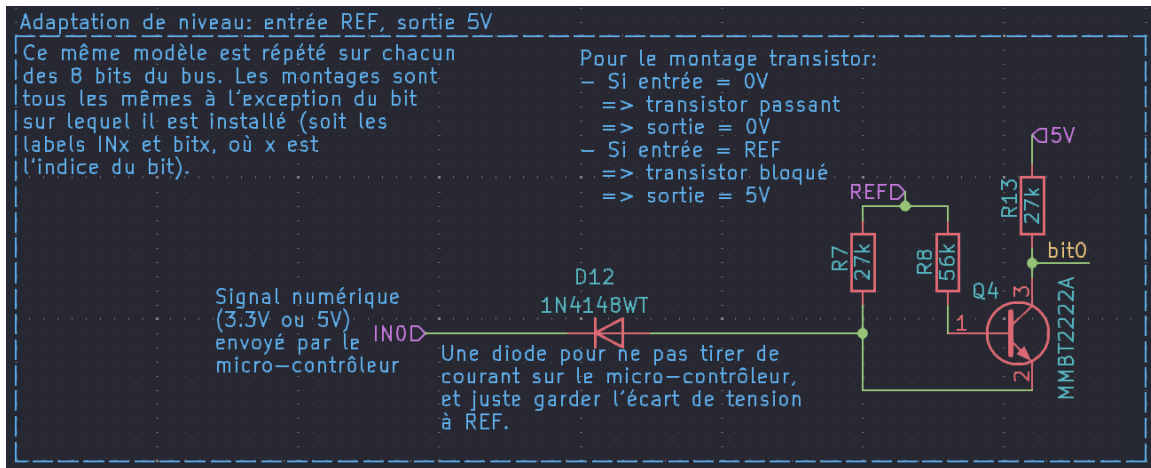 Adaptation de niveau: entrée REF, sortie 5V
Ce même modèle est répété sur chacun
des 8 bits du bus. Les montages sont
tous les mêmes à l'exception du bit
sur lequel il est installé (soit les
labels INx et bitx, où x est
l'indice du bit).
Pour le montage transistor:
- Si entrée = 0V
=> transistor passant
=> sortie = 0V
- Si entrée = REF
=> transistor bloqué
=> sortie = 5V
5V
R13
27k
REF
bit0
R7
27k
R8
56k
Q4
3
1
2
MMBT2222A
D12
1N4148WT
Signal numérique
(3.3V ou 5V)
envoyé par le
micro-contrôleur
IN0
Une diode pour ne pas tirer de
courant sur le micro-contrôleur,
et juste garder l'écart de tension
à REF.